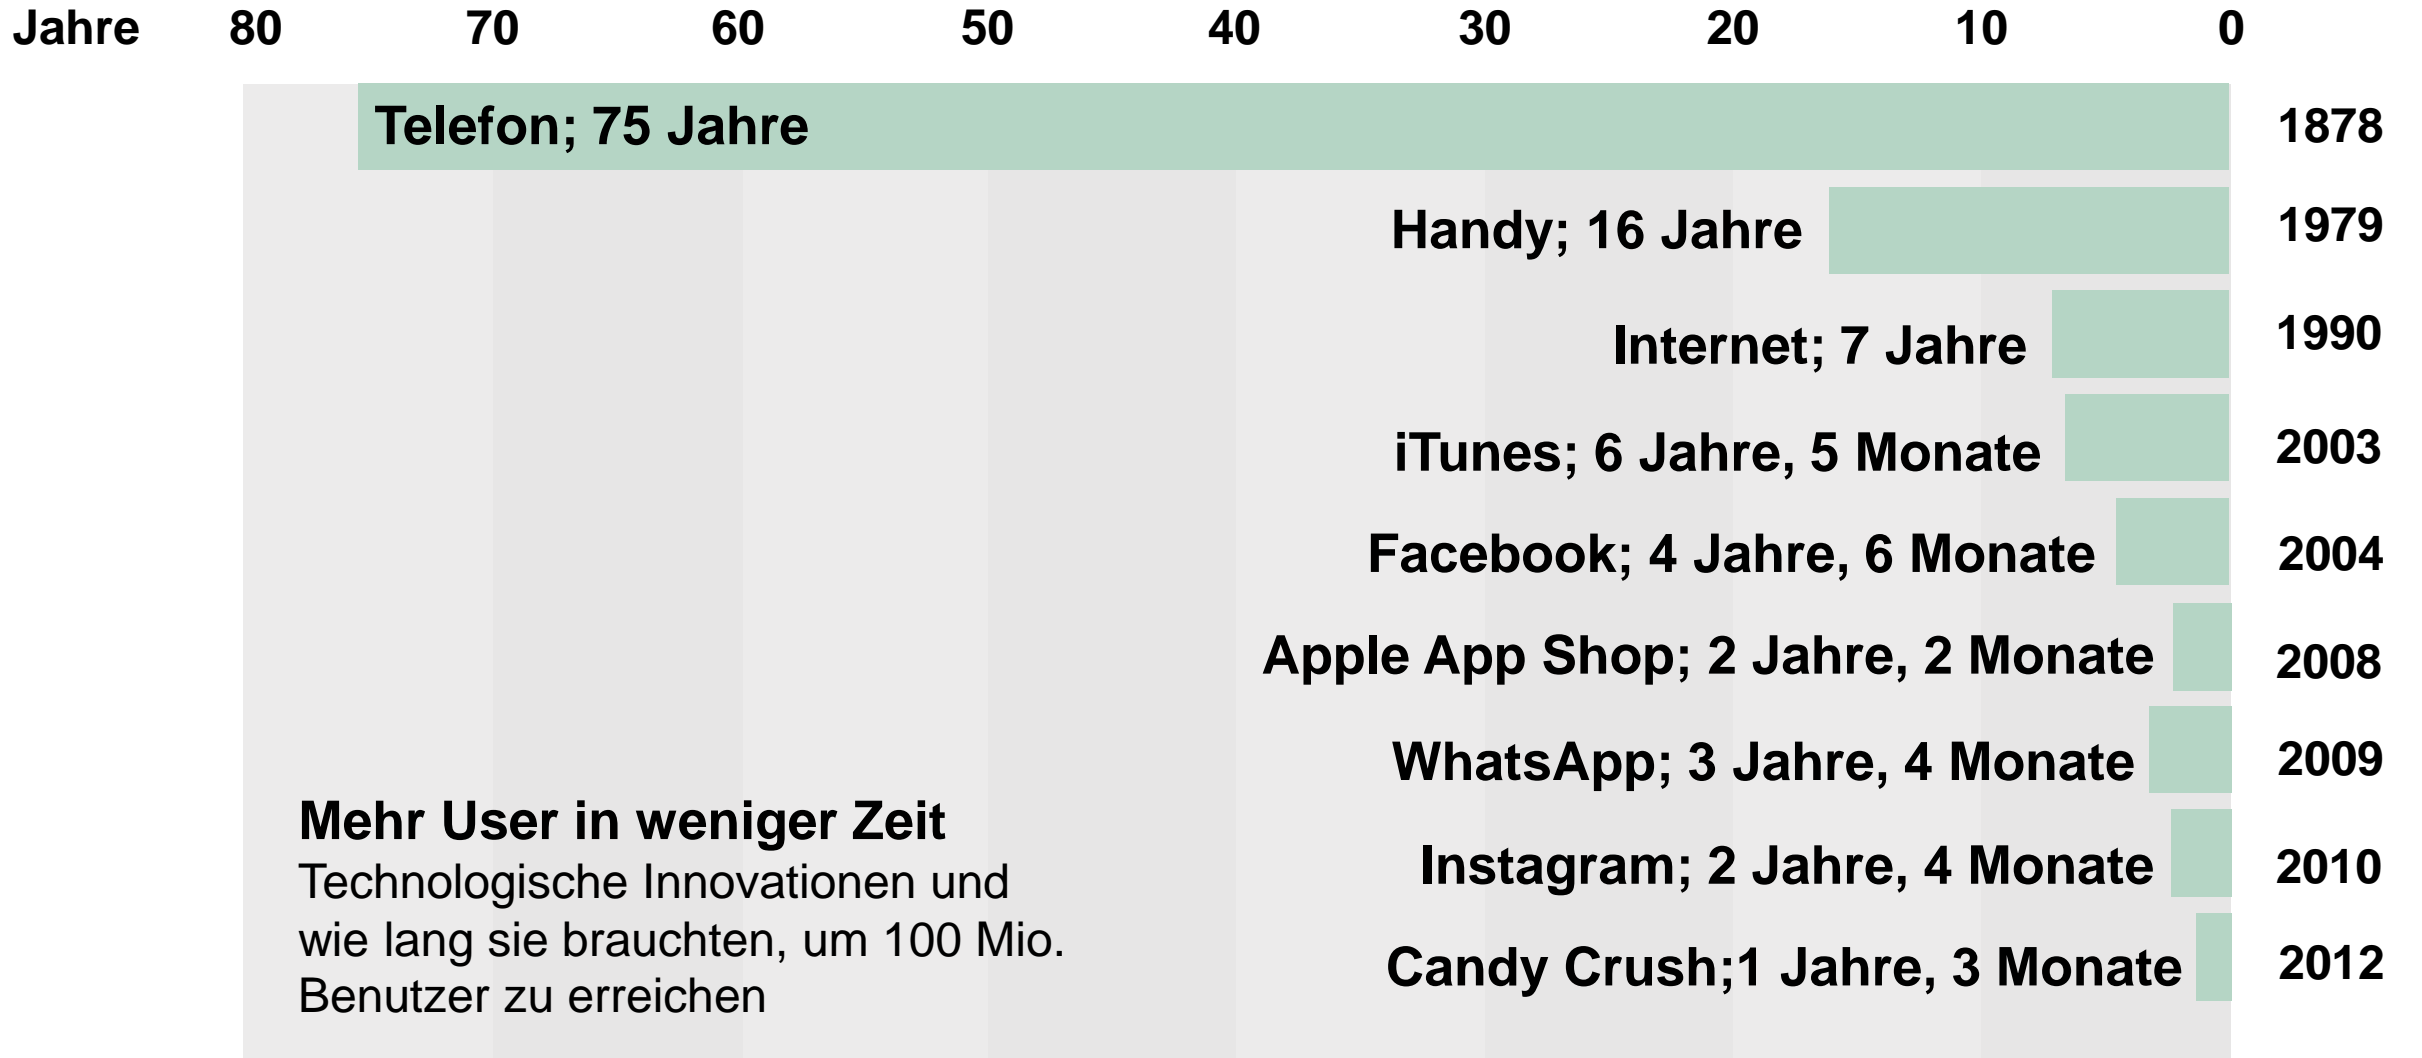 Jahre 80 70 60 50 40 30 20 10 0
Telefon; 75 Jahre 1878
Handy; 16 Jahre 1979
Internet; 7 Jahre 1990
iTunes; 6 Jahre, 5 Monate 2003
Facebook; 4 Jahre, 6 Monate 2004
Apple App Shop; 2 Jahre, 2 Monate 2008
WhatsApp; 3 Jahre, 4 Monate 2009
Instagram; 2 Jahre, 4 Monate 2010
Candy Crush;1 Jahre, 3 Monate 2012
Mehr User in weniger Zeit
Technologische Innovationen und
wie lang sie brauchten, um 100 Mio.
Benutzer zu erreichen